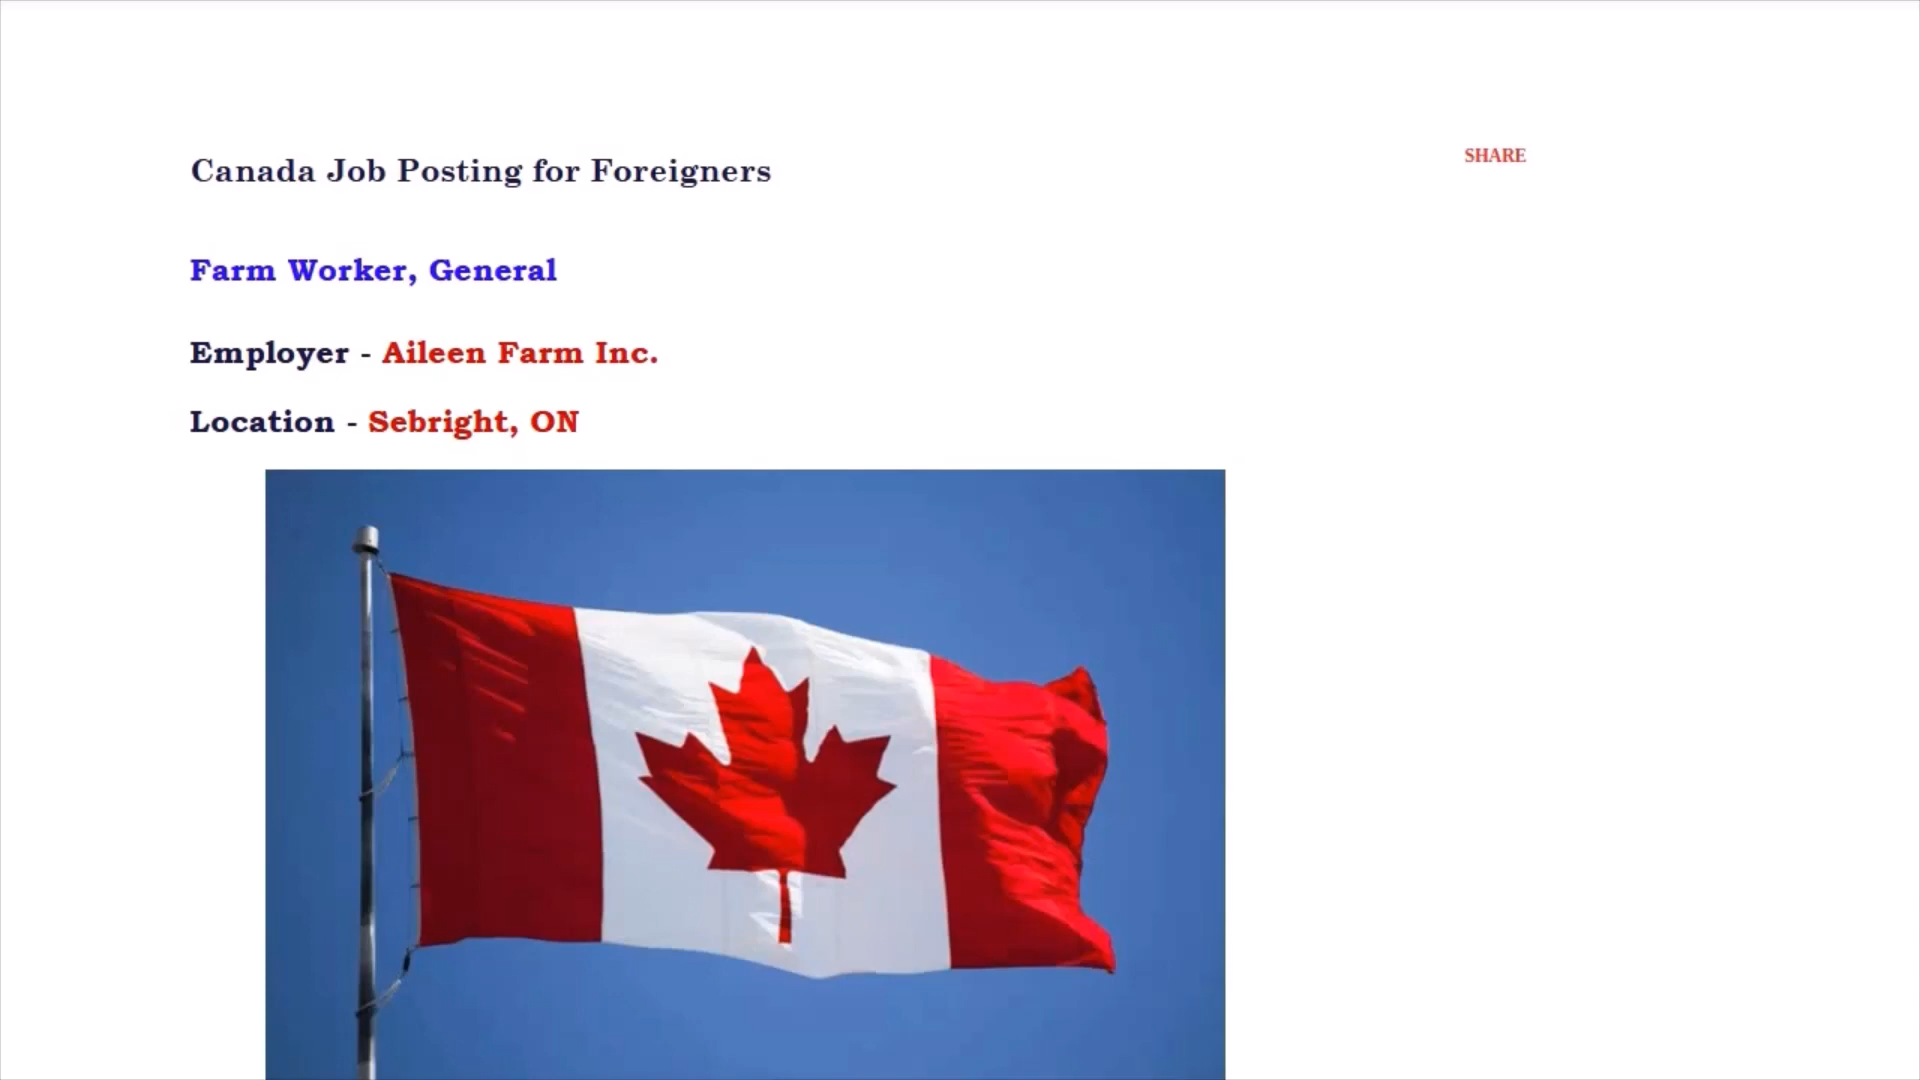 Canada Job Posting for Foreigners
SHARE
Farm Worker, General
Employer - Aileen Farm Inc.
Location - Sebright, ON